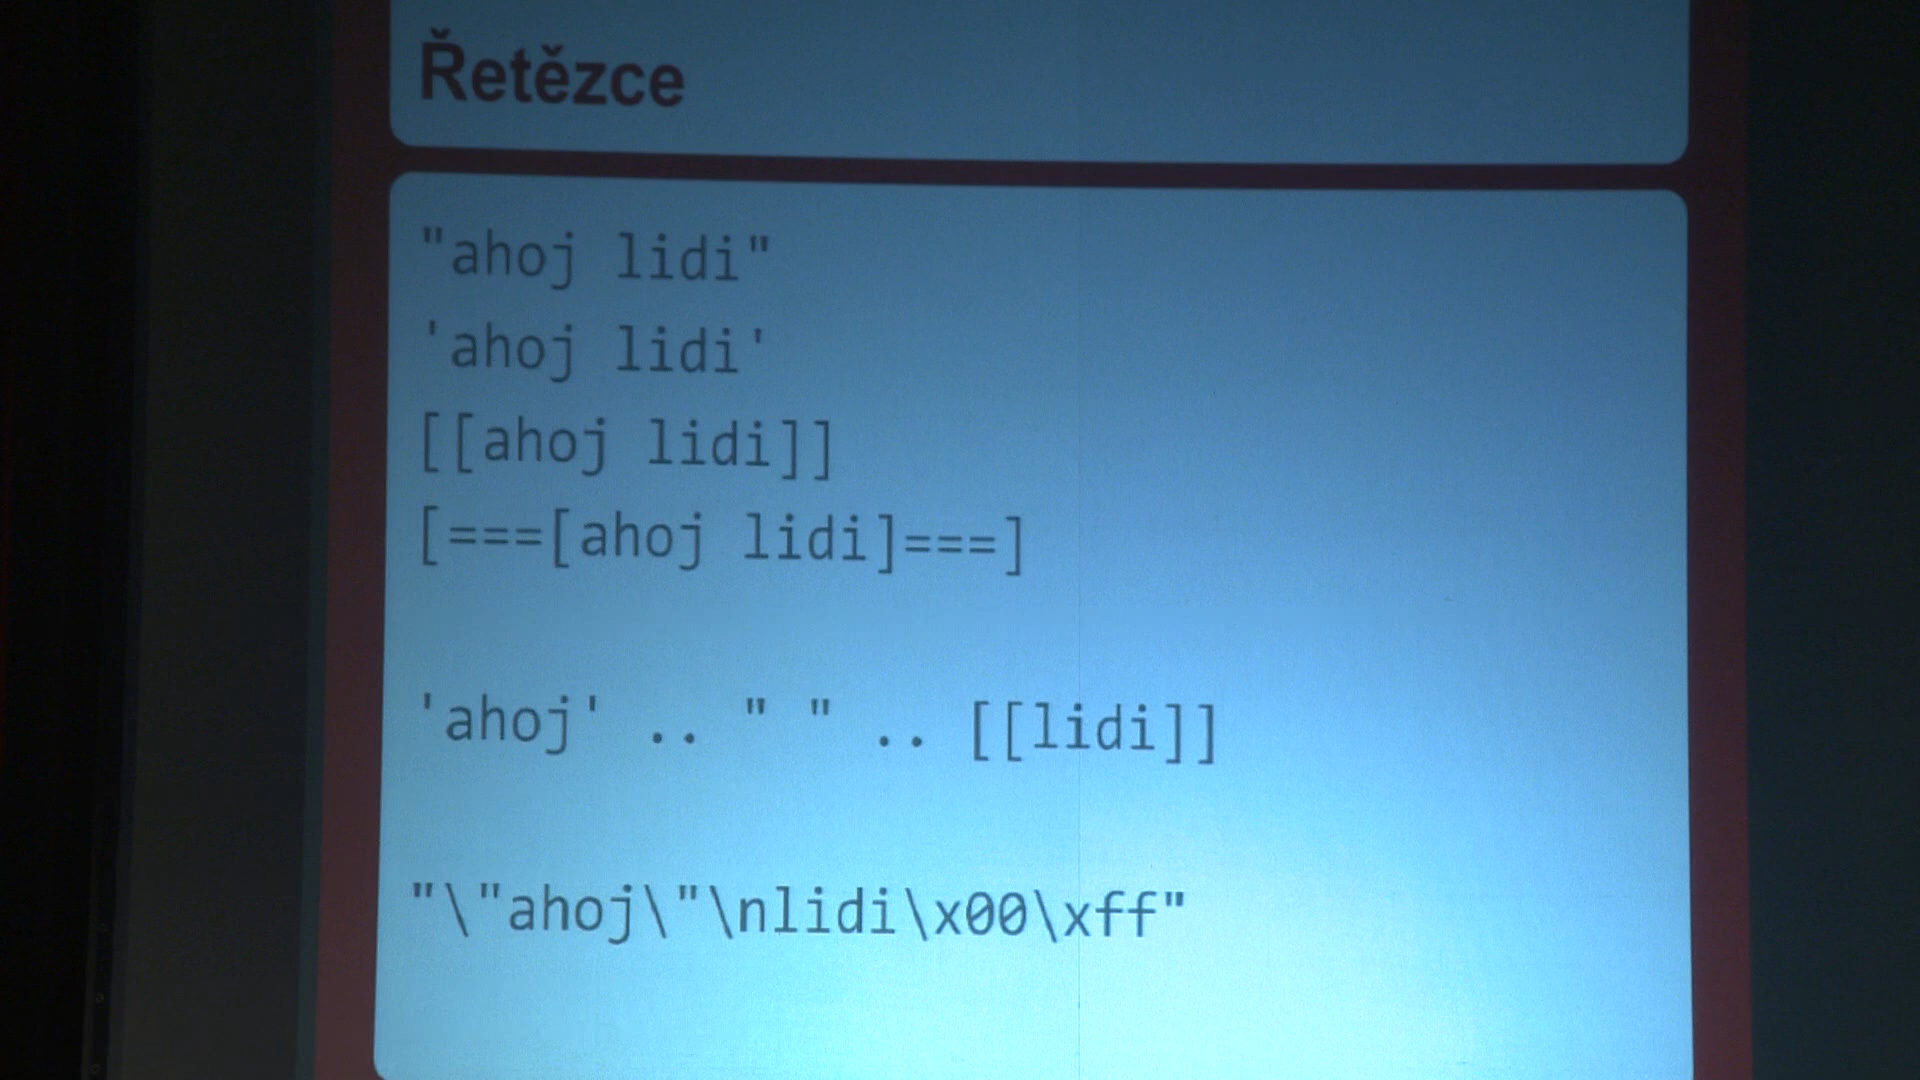 Řetězce
"ahoj lidi"
'ahoj lidi'
[[ahoj lidi]]
[===[ahoj lidi]===]
'ahoj' .. " " .. [[lidi]]
"\"ahoj\"\nlidi\x00\xff"